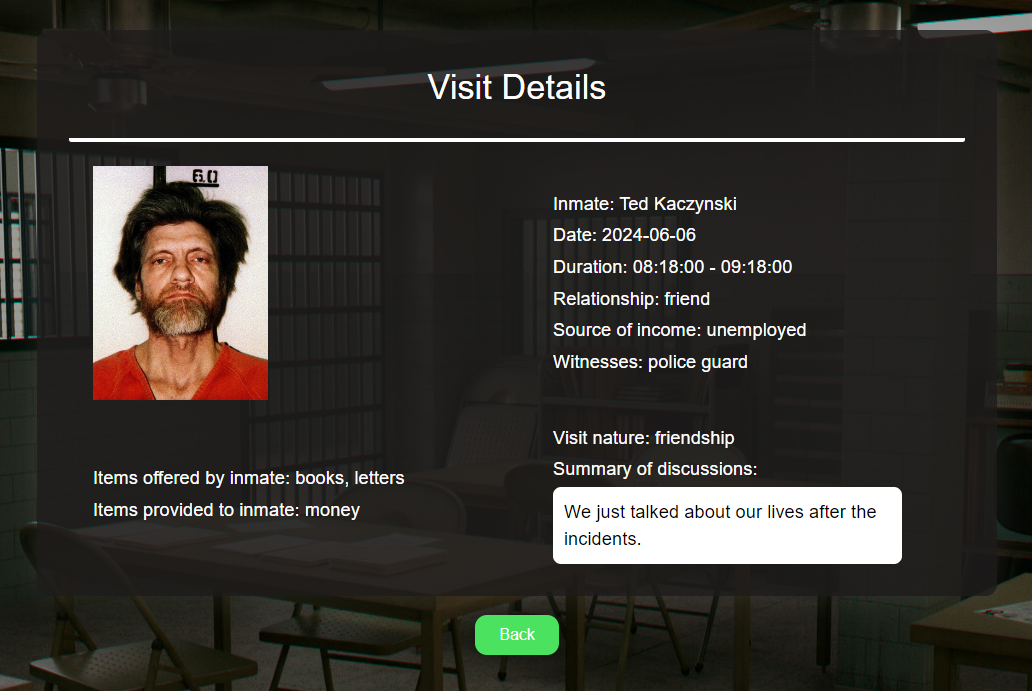 Visit Details
6.0
Inmate: Ted Kaczynski
Date: 2024-06-06
Duration: 08:18:00 - 09:18:00
Relationship: friend
Source of income: unemployed
Witnesses: police guard
Visit nature: friendship
Summary of discussions:
We just talked about our lives after the
incidents.
Items offered by inmate: books, letters
Items provided to inmate: money
Back